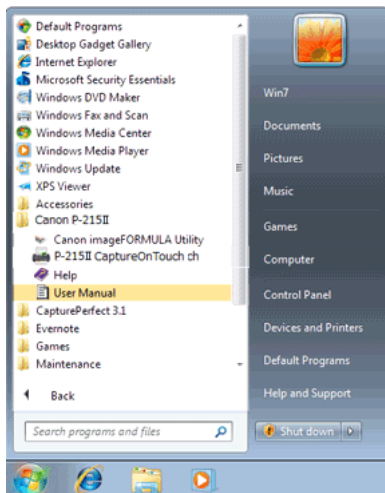 Default Programs
Desktop Gadget Gallery
Internet Explorer
Microsoft Security Essentials
Windows DVD Maker
Windows Fax and Scan
Windows Media Center
Windows Media Player
Windows Update
XPS Viewer
Accessories
Canon P-215II
Canon imageFORMULA Utility
P-215II CaptureOnTouch ch
Help
User Manual
CapturePerfect 3.1
Evernote
Games
Maintenance
Back
Search programs and files
Win7
Documents
Pictures
Music
Games
Computer
Control Panel
Devices and Printers
Default Programs
Help and Support
Shut down